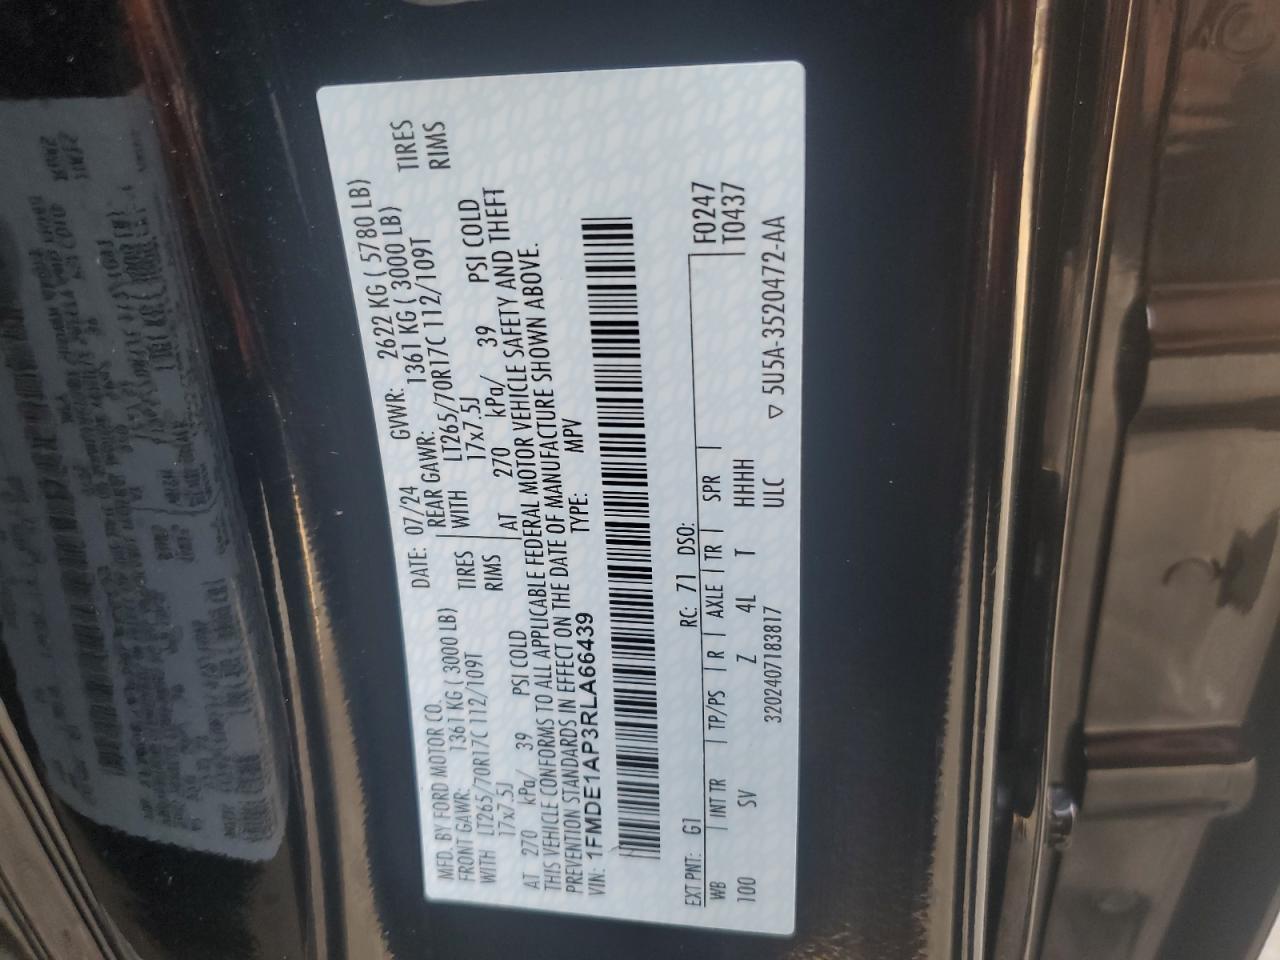 MFD. BY FORD MOTOR CO.
DATE: 07/24 GVWR: 2622 KG ( 5780 LB)
FRONT GAWR: 1361 KG ( 3000 LB) REAR GAWR: 1361 KG ( 3000 LB)
WITH LT265/70R17C 112/109T TIRES WITH LT265/70R17C 112/109T TIRES
17x7.5J RIMS 17x7.5J RIMS
AT 270 kPa/ 39 PSI COLD AT 270 kPa/ 39 PSI COLD
THIS VEHICLE CONFORMS TO ALL APPLICABLE FEDERAL MOTOR VEHICLE SAFETY AND THEFT
PREVENTION STANDARDS IN EFFECT ON THE DATE OF MANUFACTURE SHOWN ABOVE.
VIN: 1FMDE1AP3RLA66439 TYPE: MPV
EXT PNT: G1 RC: 71 DSO:
WB INT TR TP/PS R AXLE TR SPR F0247
100 SV Z 4L T HHHH T0437
3202407183817 ULC ▽ 5U5A-3520472-AA